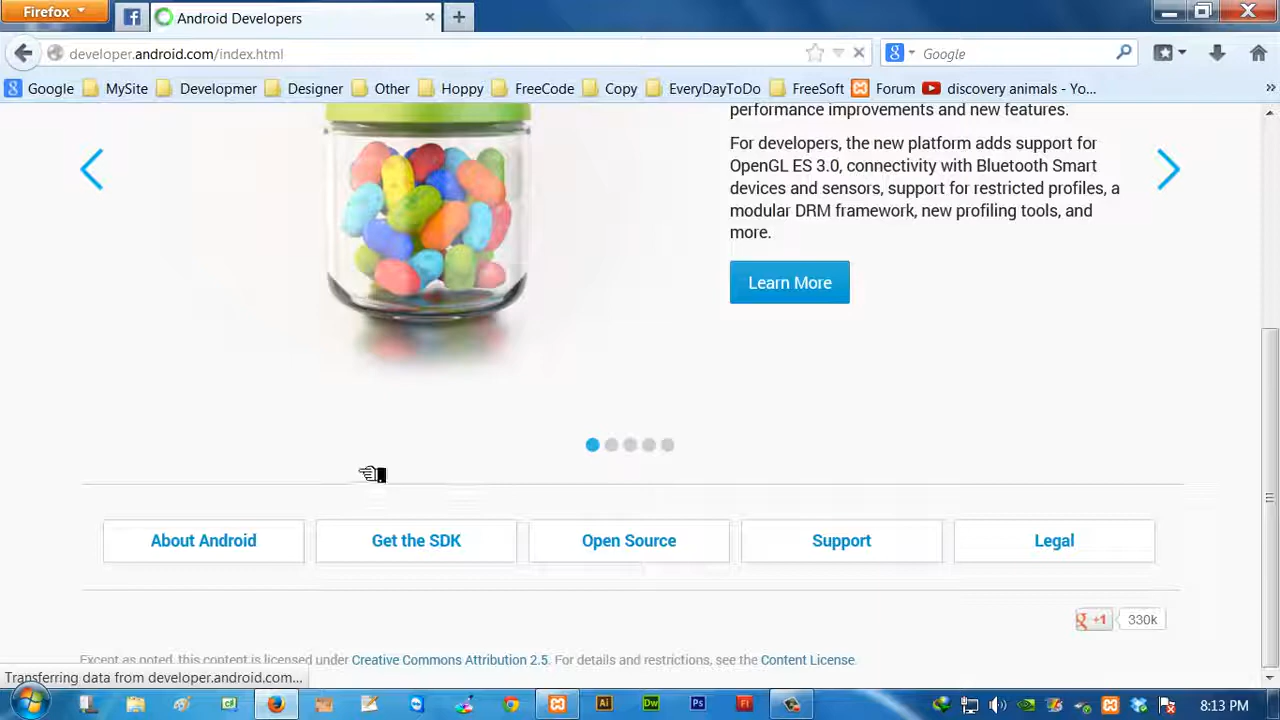 Firefox
Android Developers
developer.android.com/index.html
Google
Google
MySite
Developmer
Designer
Other
Hoppy
FreeCode
Copy
EveryDayToDo
FreeSoft
Forum
discovery animals - Yo...
performance improvements and new features.
For developers, the new platform adds support for
OpenGL ES 3.0, connectivity with Bluetooth Smart
devices and sensors, support for restricted profiles, a
modular DRM framework, new profiling tools, and
more.
Learn More
About Android
Get the SDK
Open Source
Support
Legal
+1
330k
Except as noted, this content is licensed under Creative Commons Attribution 2.5. For details and restrictions, see the Content License.
Transferring data from developer.android.com...
Ai
Dw
Ps
Fl
8:13 PM